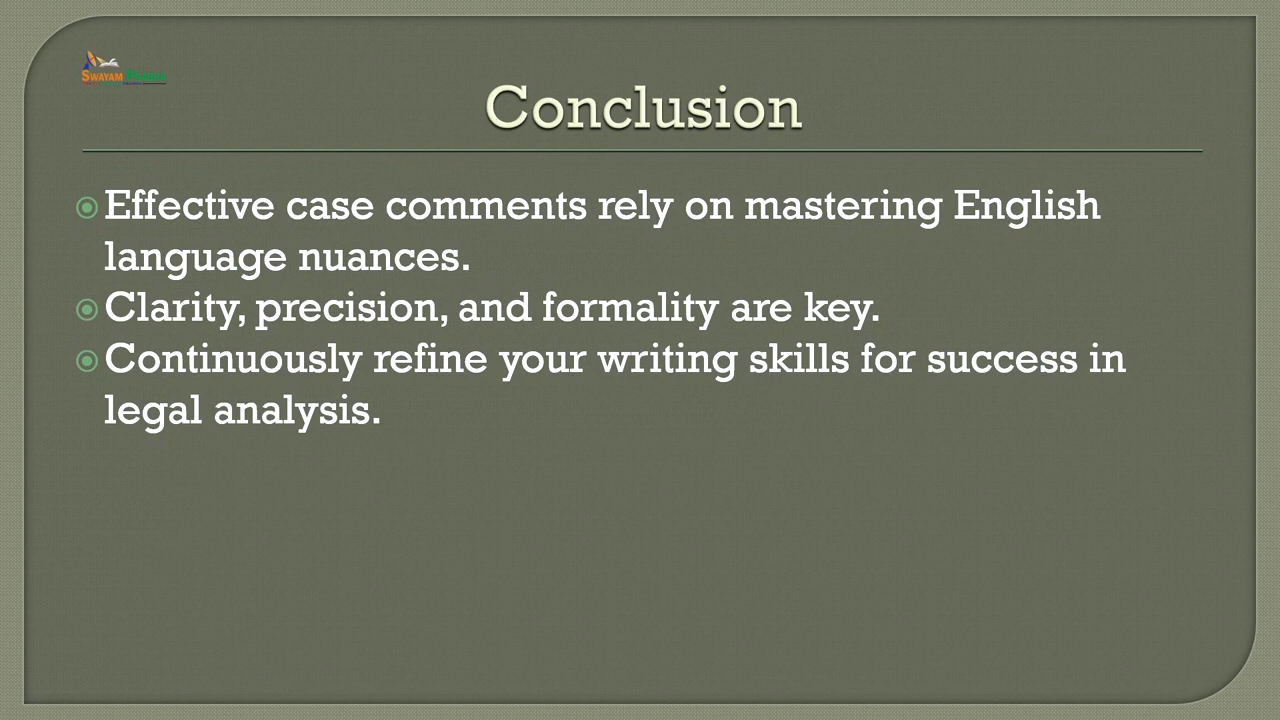 SWAYAM PRABHA
Conclusion
Effective case comments rely on mastering English
language nuances.
Clarity, precision, and formality are key.
Continuously refine your writing skills for success in
legal analysis.